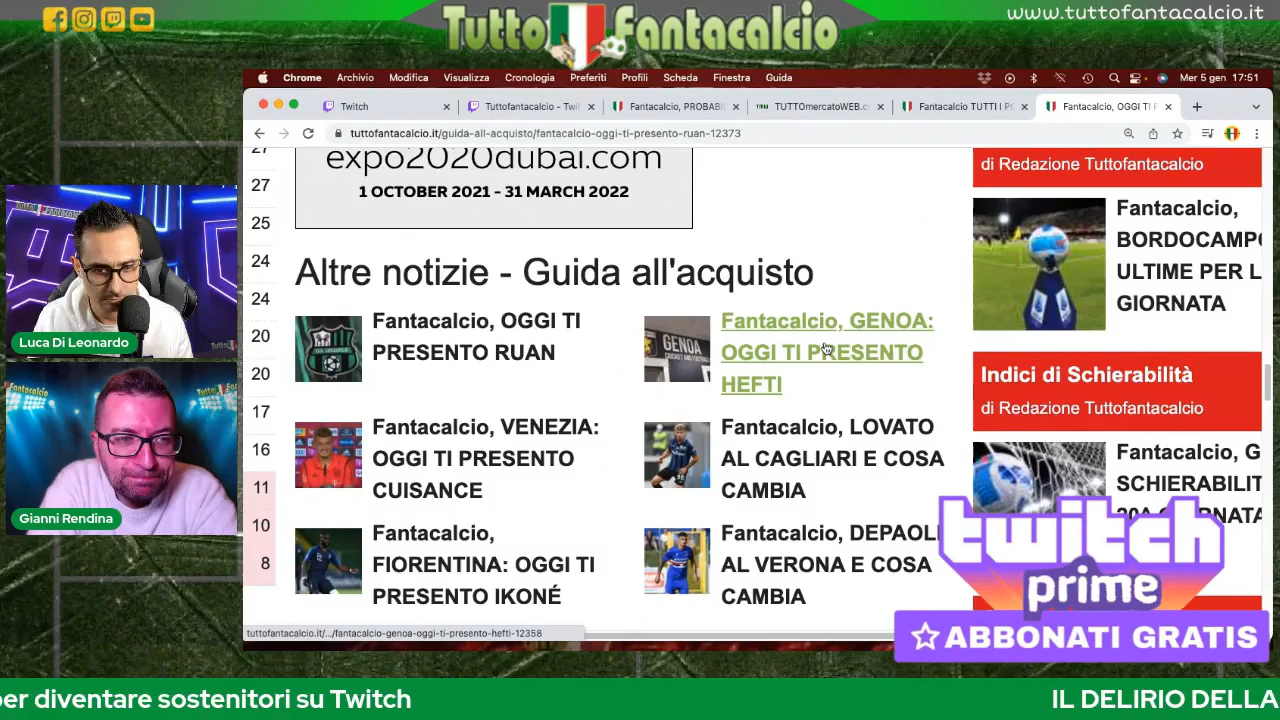 Tutto Fantacalcio
www.tuttofantacalcio.it
Chrome Archivio Modifica Visualizza Cronologia Preferiti Profili Scheda Finestra Guida
Mer 5 gen 17:51
Twitch
Tuttofantacalcio - Twi
Fantacalcio, PROBABI
TUTTOmercatoWEB.c
Fantacalcio TUTTI I P
Fantacalcio, OGGI TI P
tuttofantacalcio.it/guida-all-acquisto/fantacalcio-oggi-ti-presento-ruan-12373
27
27
25
24
24
20
20
17
16
11
10
8
expo2020dubai.com
1 OCTOBER 2021 - 31 MARCH 2022
Altre notizie - Guida all'acquisto
Fantacalcio, OGGI TI
PRESENTO RUAN
Fantacalcio, GENOA:
OGGI TI PRESENTO
HEFTI
Fantacalcio, VENEZIA:
OGGI TI PRESENTO
CUISANCE
Fantacalcio, LOVATO
AL CAGLIARI E COSA
CAMBIA
Fantacalcio,
FIORENTINA: OGGI TI
PRESENTO IKONÉ
Fantacalcio, DEPAOLI
AL VERONA E COSA
CAMBIA
di Redazione Tuttofantacalcio
Fantacalcio,
BORDOCAMPO
ULTIME PER L
GIORNATA
Indici di Schierabilità
di Redazione Tuttofantacalcio
Fantacalcio, G
SCHIERABILIT
GENOA
tuttofantacalcio.it/.../fantacalcio-genoa-oggi-ti-presento-hefti-12358
Luca Di Leonardo
Gianni Rendina
twitch
prime
ABBONATI GRATIS
per diventare sostenitori su Twitch
IL DELIRIO DELLA